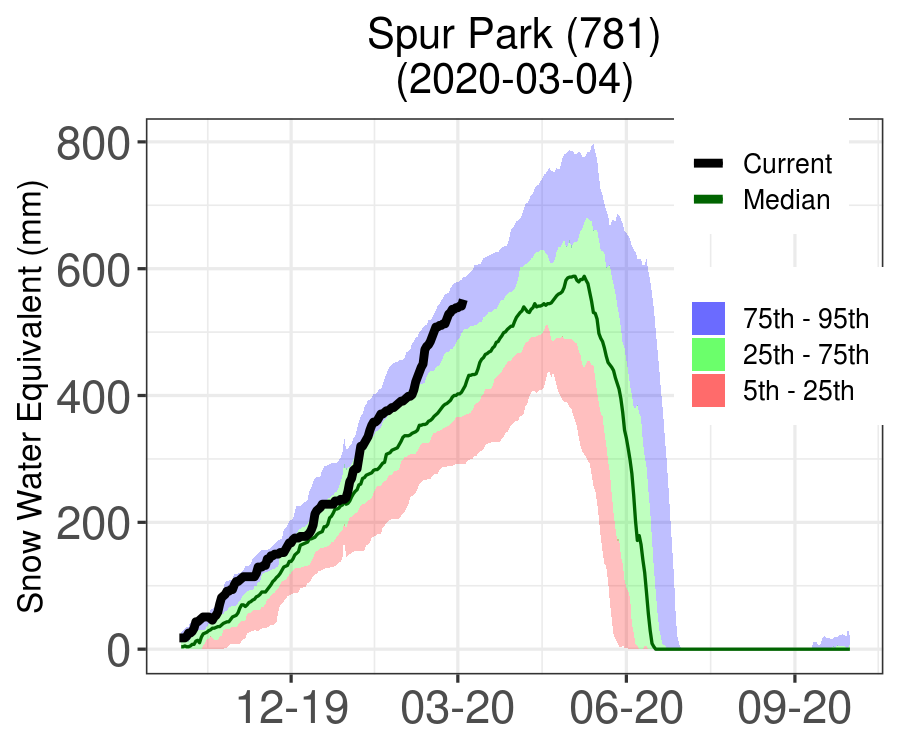 Spur Park (781)
(2020-03-04)
Snow Water Equivalent (mm)
800
600
400
200
0
12-19
03-20
06-20
09-20
Current
Median
75th - 95th
25th - 75th
5th - 25th